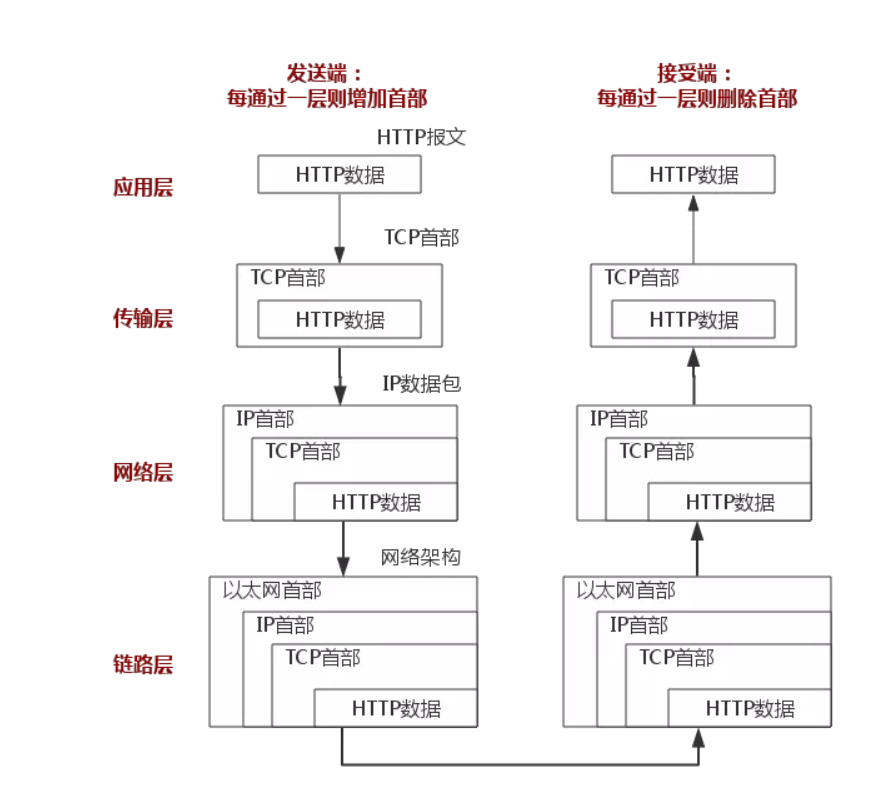 发送端：
每通过一层则增加首部
接受端：
每通过一层则删除首部
HTTP报文
应用层
HTTP数据
HTTP数据
TCP首部
TCP首部
TCP首部
传输层
HTTP数据
HTTP数据
IP数据包
IP首部
IP首部
TCP首部
TCP首部
网络层
HTTP数据
HTTP数据
网络架构
以太网首部
以太网首部
IP首部
IP首部
链路层
TCP首部
TCP首部
HTTP数据
HTTP数据